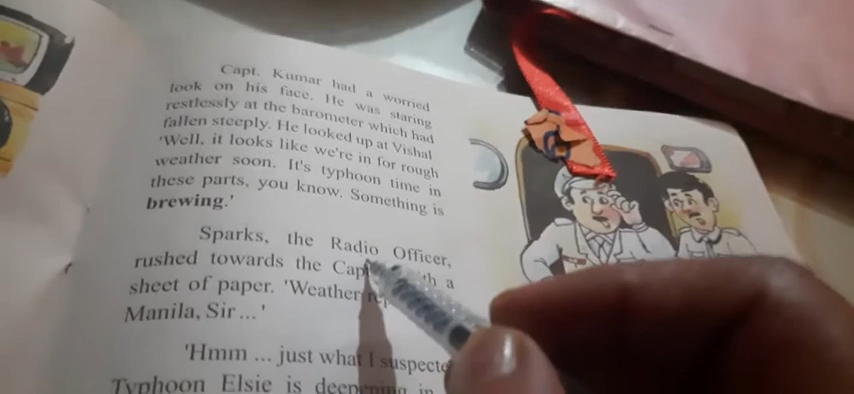 Capt. Kumar had a worried
look on his face. He was staring
restlessly at the barometer which had
fallen steeply. He looked up at Vishal
'Well, it looks like we're in for rough
weather soon. It's typhoon time in
these parts, you know. Something is
brewing.'
Sparks, the Radio Officer,
rushed towards the a
sheet of paper. 'Weather
Manila, Sir ... '
'Hmm ... just what I
Typhoon Elsie is deepening in